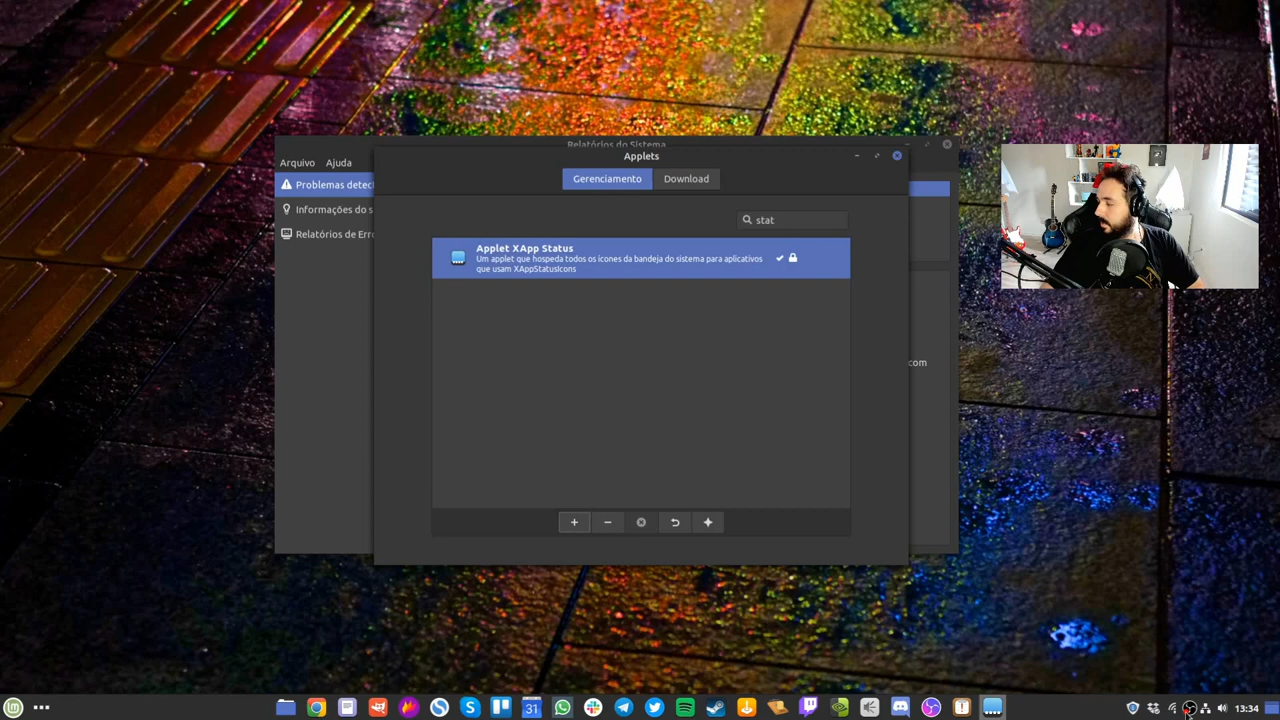 Relatórios do Sistema
Arquivo Ajuda
Applets
Gerenciamento Download
Problemas detec
Informações do s
Relatórios de Erro
stat
Applet XApp Status
Um applet que hospeda todos os ícones da bandeja do sistema para aplicativos
que usam XAppStatusIcons
com
31
13:34